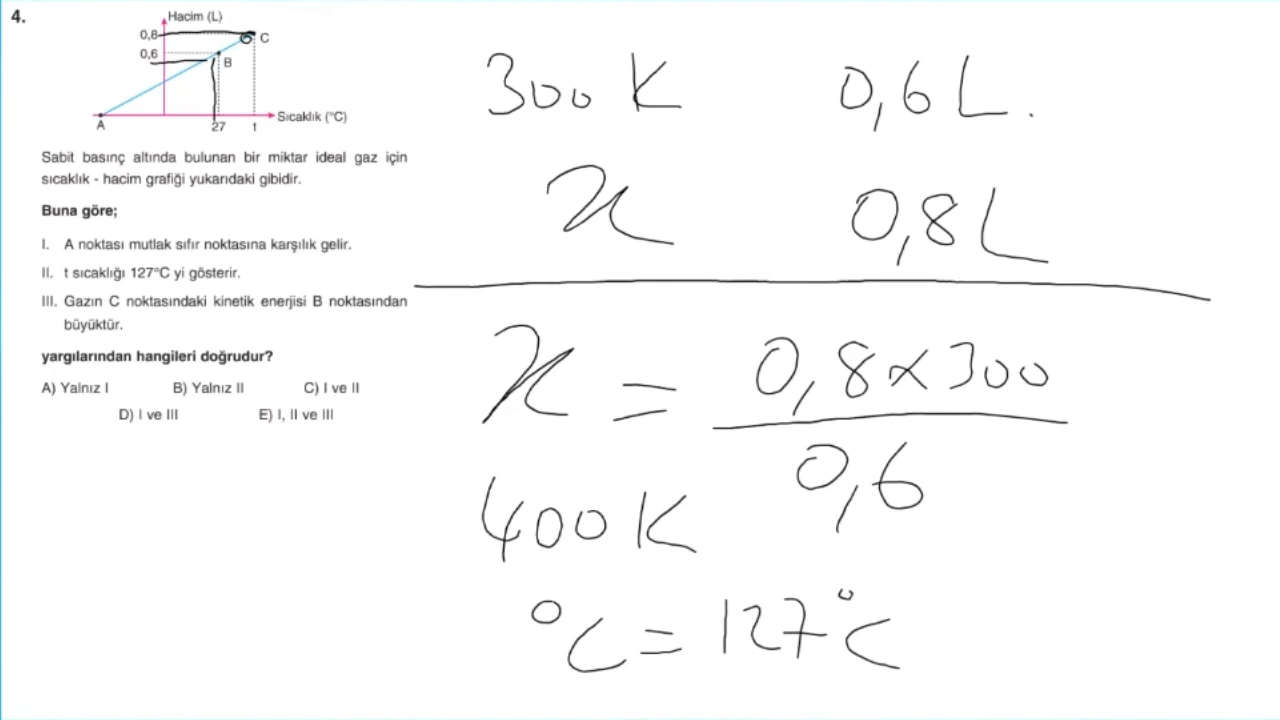 4.
Hacim (L)
0,8
C
0,6
B
A
27
t
Sıcaklık (°C)
Sabit basınç altında bulunan bir miktar ideal gaz için
sıcaklık - hacim grafiği yukarıdaki gibidir.
Buna göre;
I. A noktası mutlak sıfır noktasına karşılık gelir.
II. t sıcaklığı 127°C yi gösterir.
III. Gazın C noktasındaki kinetik enerjisi B noktasından
büyüktür.
yargılarından hangileri doğrudur?
A) Yalnız I B) Yalnız II C) I ve II
D) I ve III E) I, II ve III
300 K 0,6 L.
x 0,8 L
x = 0,8 x 300
0,6
400 K
°C = 127°C